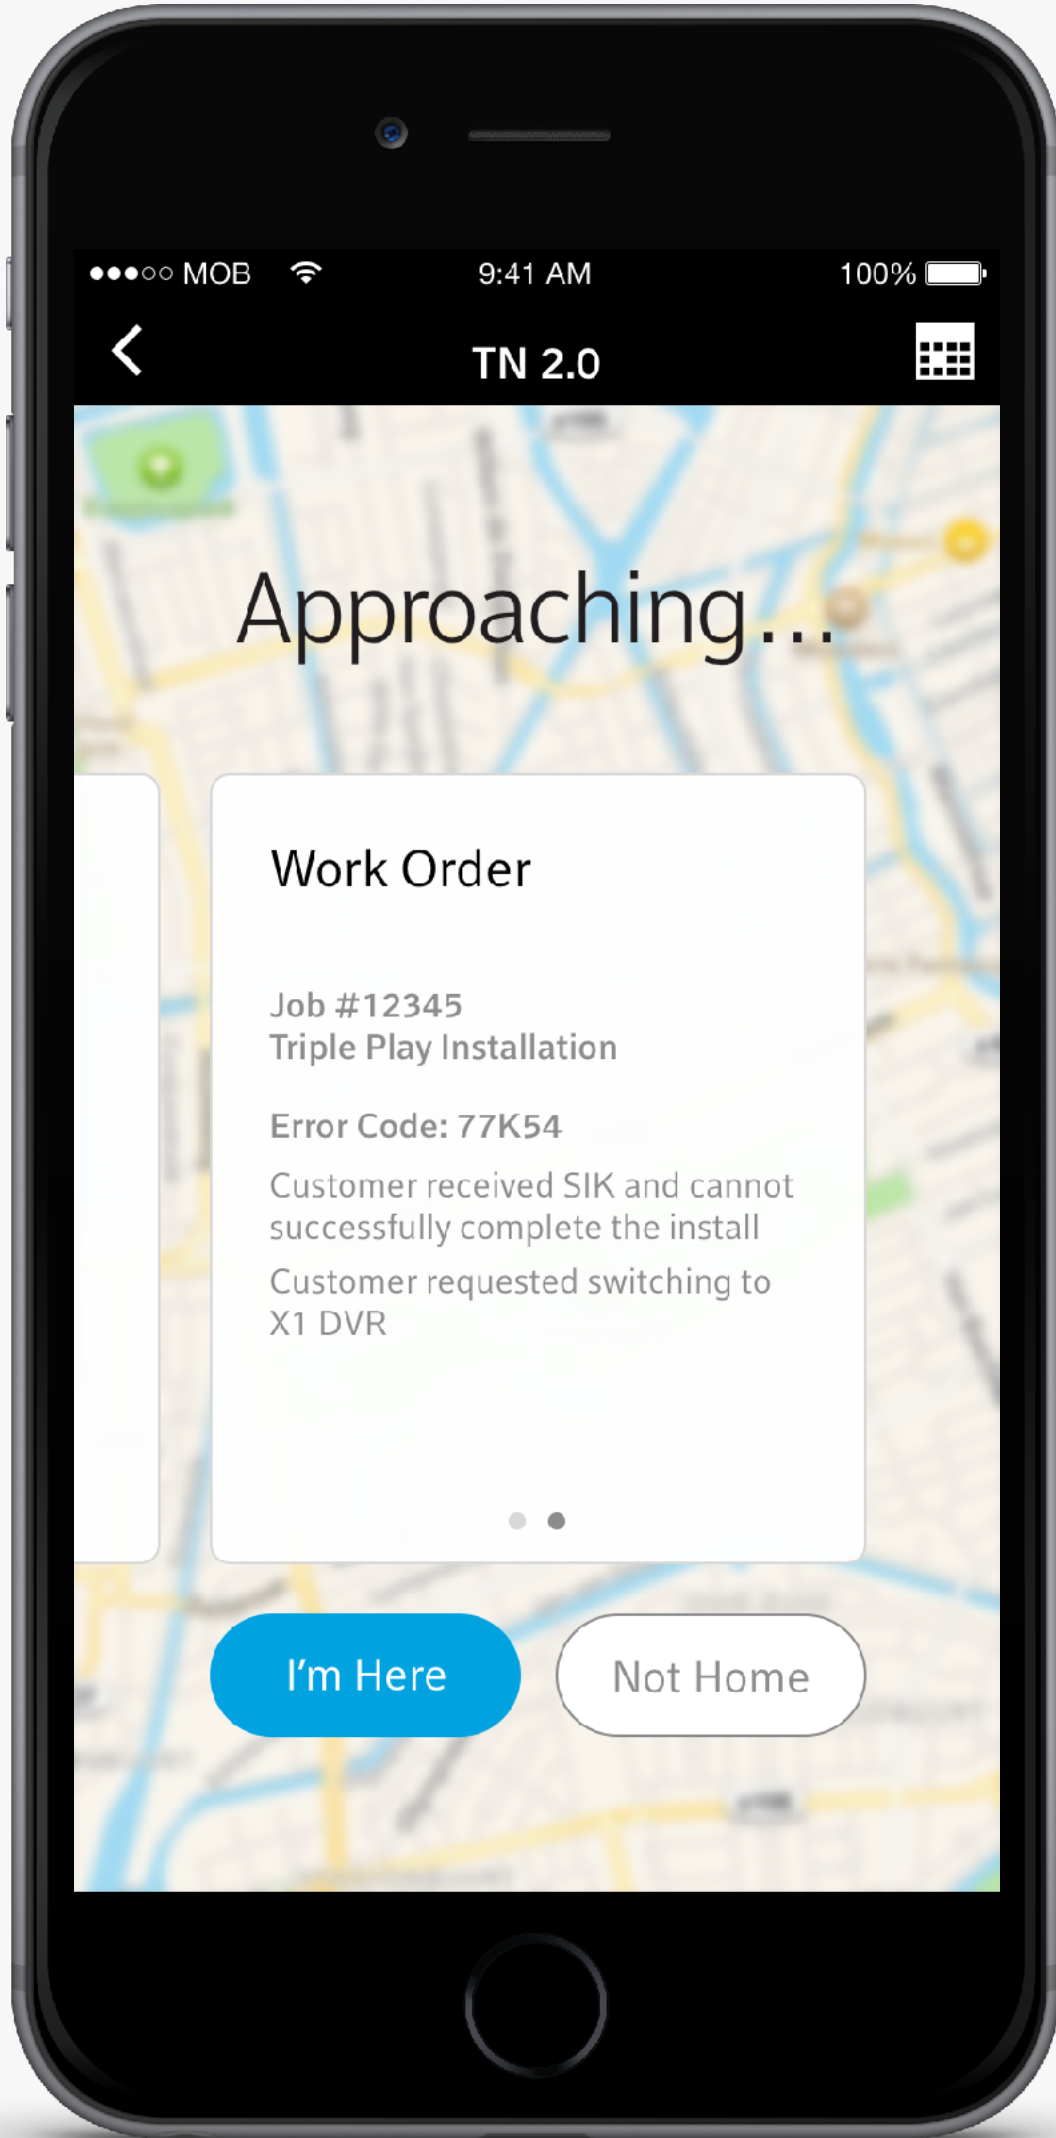 MOB
9:41 AM
100%
TN 2.0
Approaching...
Work Order
Job #12345
Triple Play Installation
Error Code: 77K54
Customer received SIK and cannot
successfully complete the install
Customer requested switching to
X1 DVR
I'm Here
Not Home